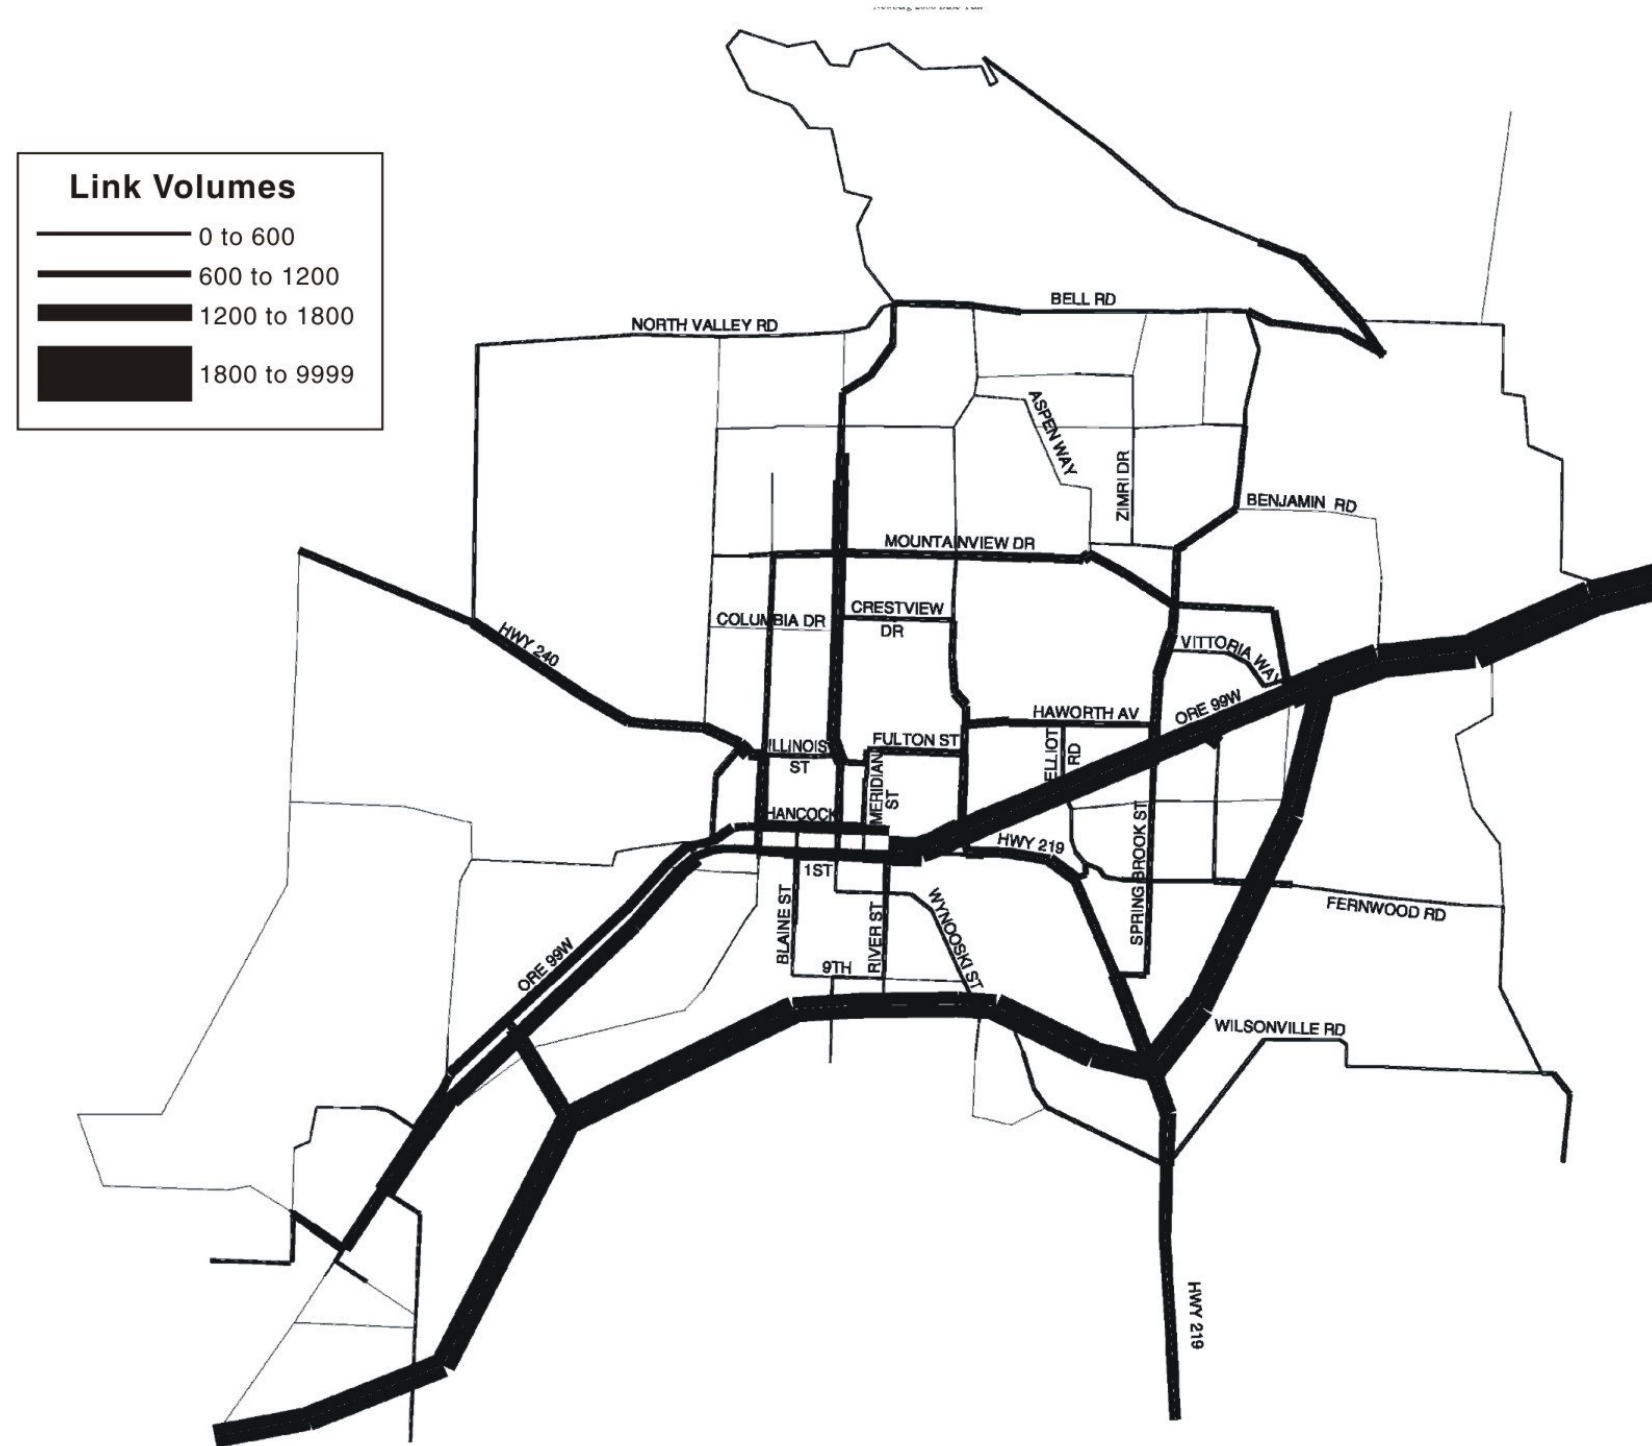 Link Volumes
0 to 600
600 to 1200
1200 to 1800
1800 to 9999
BELL RD
NORTH VALLEY RD
ASPEN WAY
ZIMRI DR
BENJAMIN RD
MOUNTAINVIEW DR
COLUMBIA DR
CRESTVIEW
DR
HWY 240
VITTORIA WAY
ORE 99W
HAWORTH AV
ILLINOIS
ST
FULTON ST
ELLIOT
RD
MERIDIAN
ST
HANCOCK
HWY 219
1ST
SPRING BROOK ST
BLAINE ST
RIVER ST
WYNOOSKI ST
FERNWOOD RD
ORE 99W
9TH
WILSONVILLE RD
HWY 219